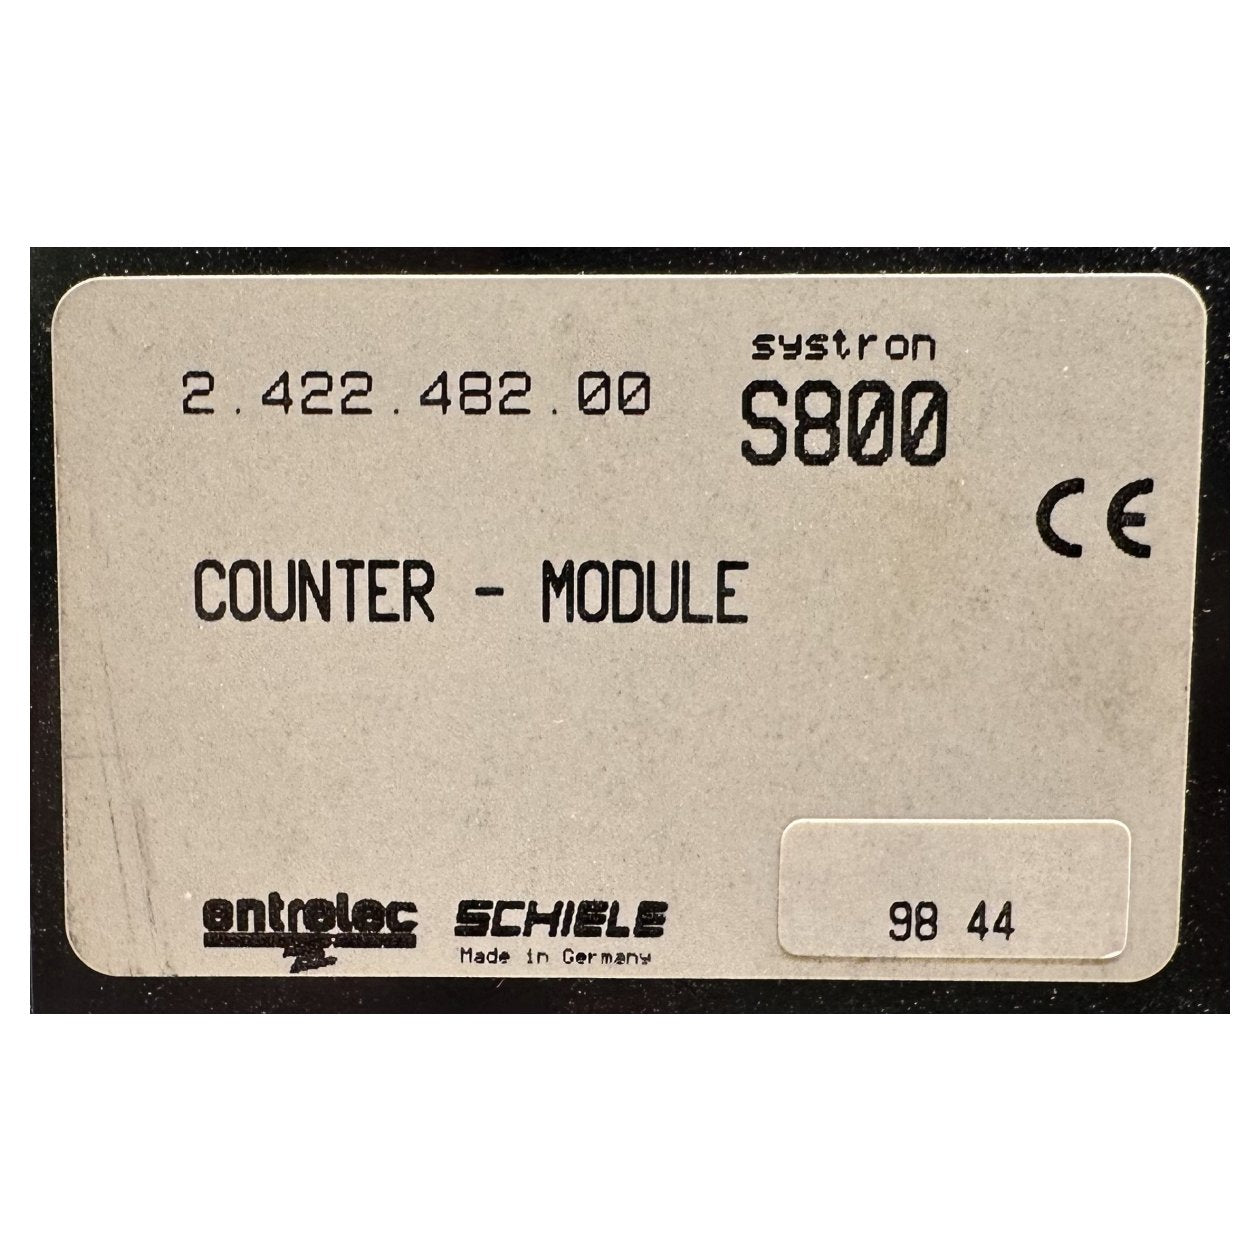 systron
2.422.482.00 S800
CE
COUNTER - MODULE
98 44
entrelec SCHIELE
Made in Germany